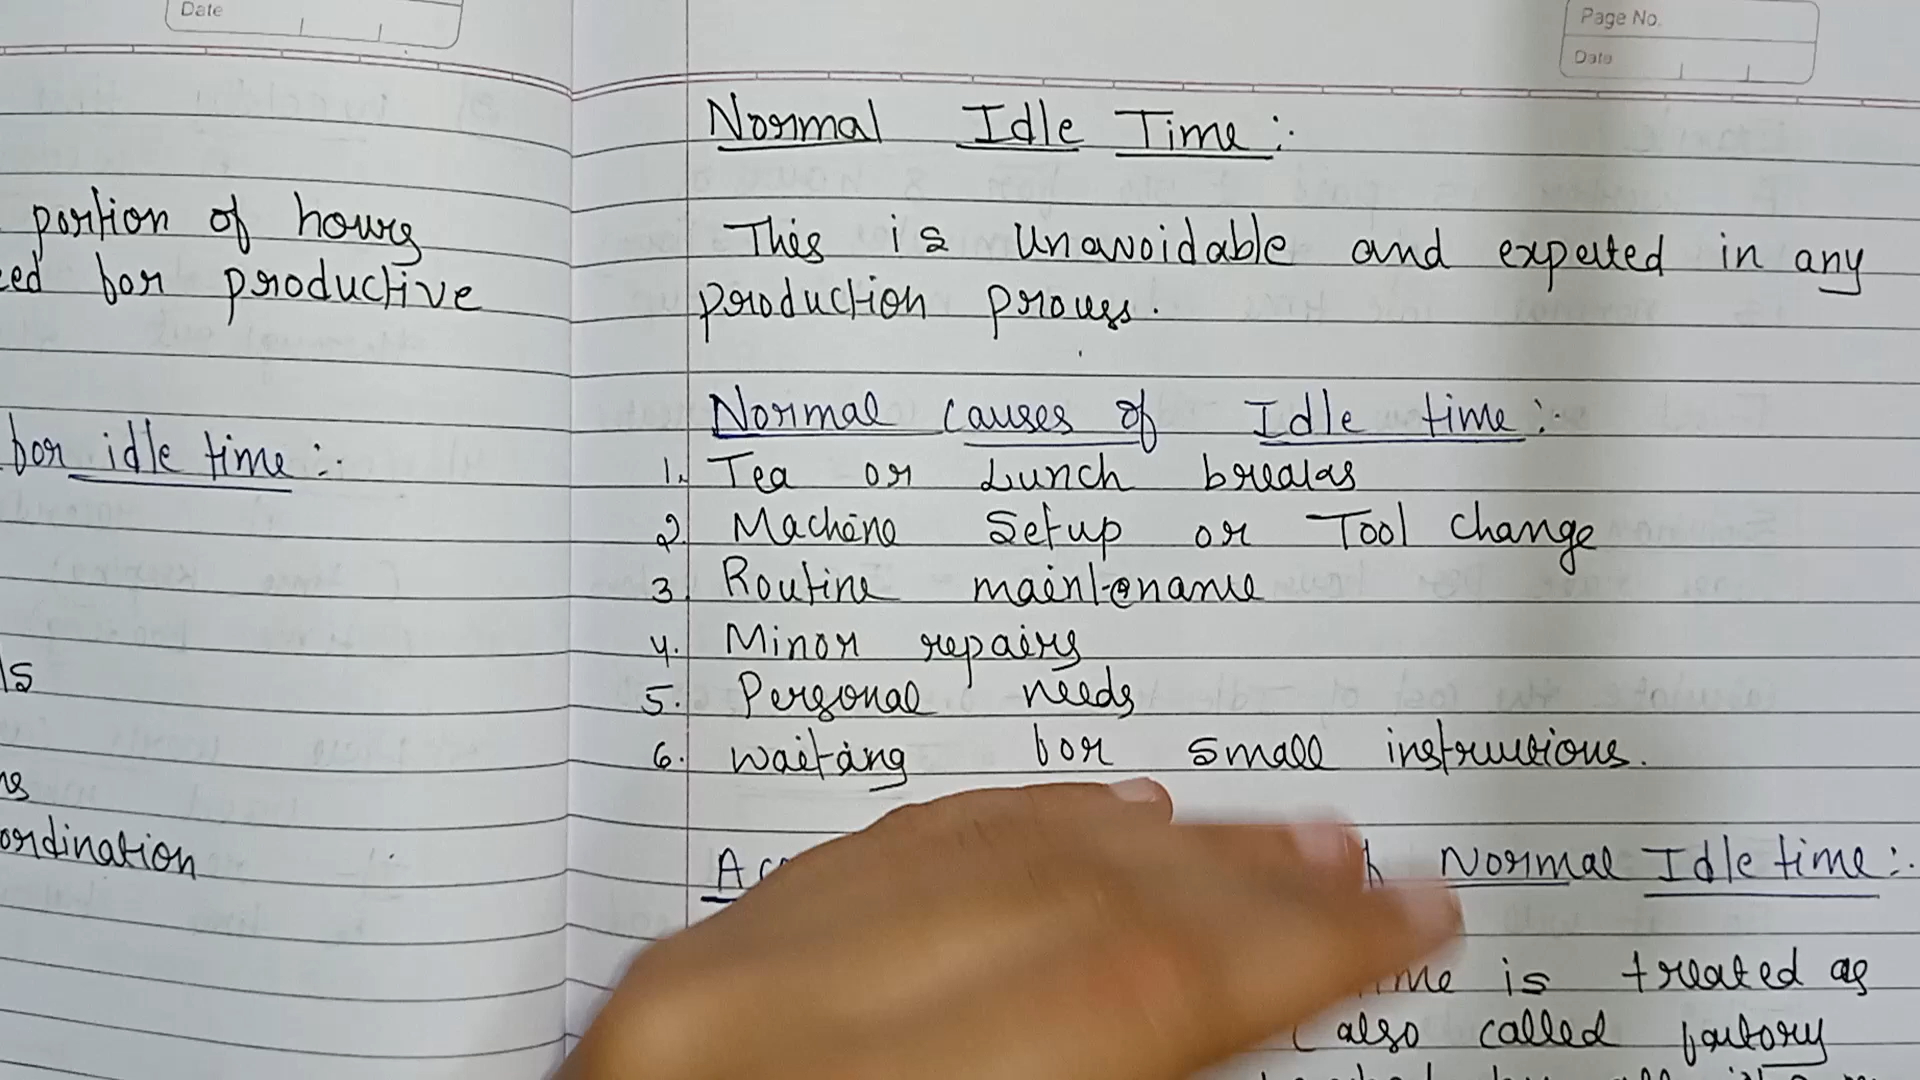 Date
portion of hours
for productive
for idle time :-
ordination
Page No.
Date
Normal Idle Time :-
This is unavoidable and expected in any
production process.
Normal causes of Idle time :-
1. Tea or Lunch breaks
2. Machine Setup or Tool Change
3. Routine maintenance
4. Minor repairs
5. Personal needs
6. waiting for small instructions.
Normal Idle time :-
is treated as
(also called factory